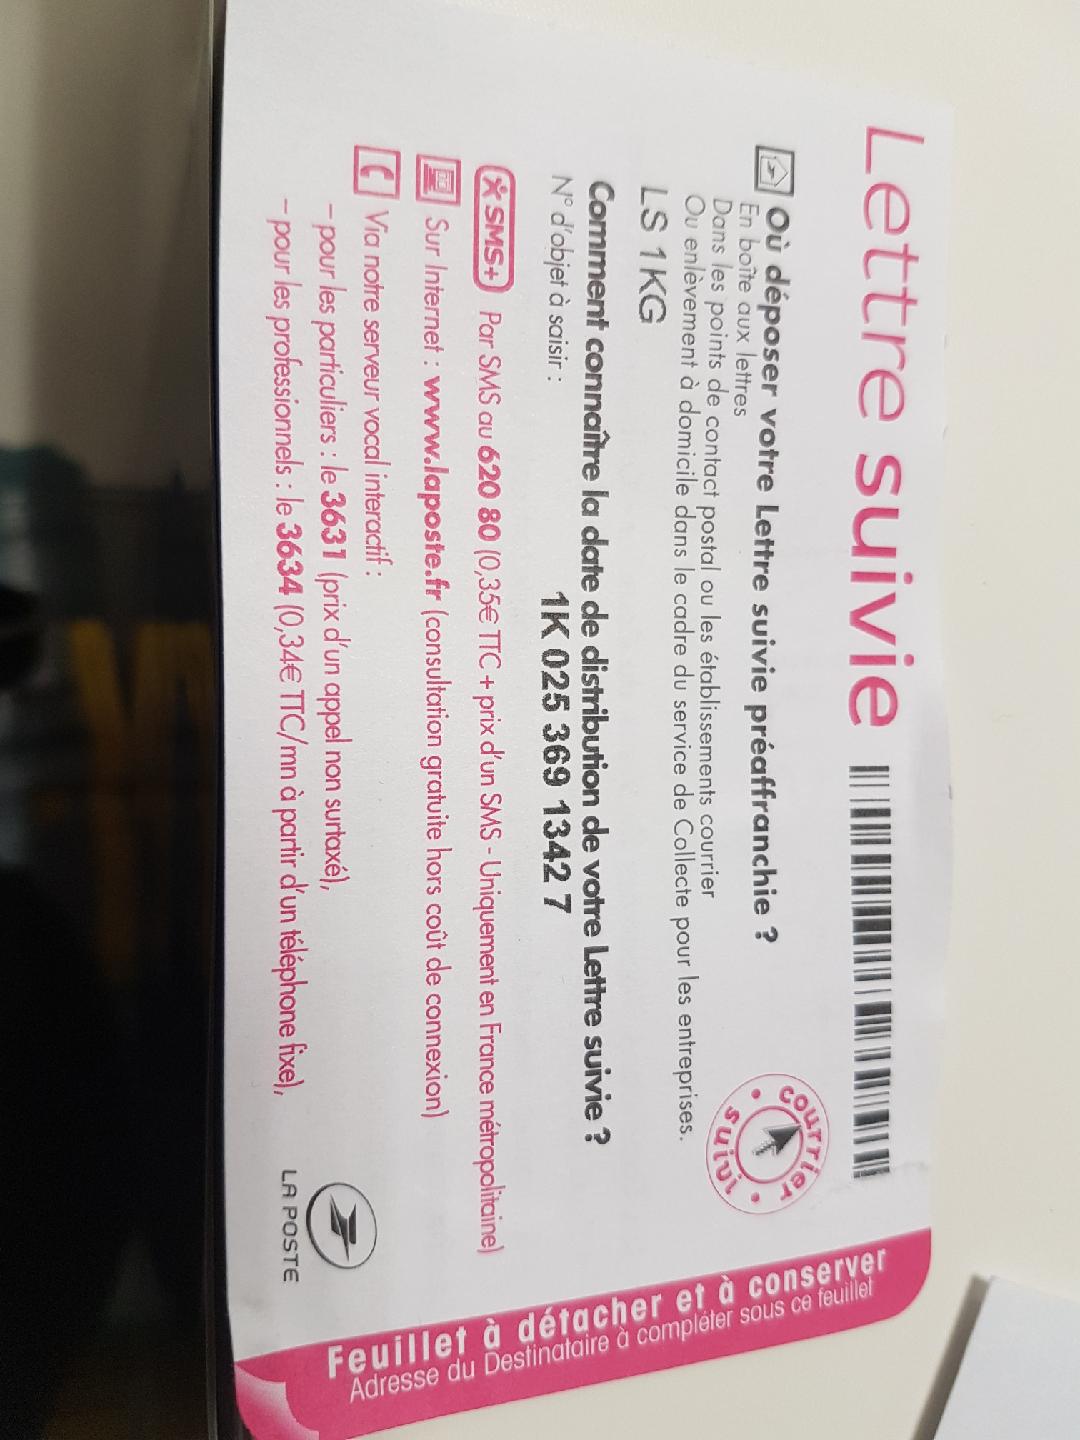 Lettre suivie
Où déposer votre Lettre suivie préaffranchie ?
En boîte aux lettres
Dans les points de contact postal ou les établissements courrier
Ou enlèvement à domicile dans le cadre du service de Collecte pour les entreprises.
courrier suivi
LS 1KG
Comment connaître la date de distribution de votre Lettre suivie ?
N° d'objet à saisir :
1K 025 369 1342 7
SMS+ Par SMS au 620 80 (0,35€ TTC + prix d'un SMS - Uniquement en France métropolitaine)
Sur Internet : www.laposte.fr (consultation gratuite hors coût de connexion)
Via notre serveur vocal interactif :
– pour les particuliers : le 3631 (prix d'un appel non surtaxé),
– pour les professionnels : le 3634 (0,34€ TTC/mn à partir d'un téléphone fixe),
LA POSTE
Feuillet à détacher et à conserver
Adresse du Destinataire à compléter sous ce feuillet